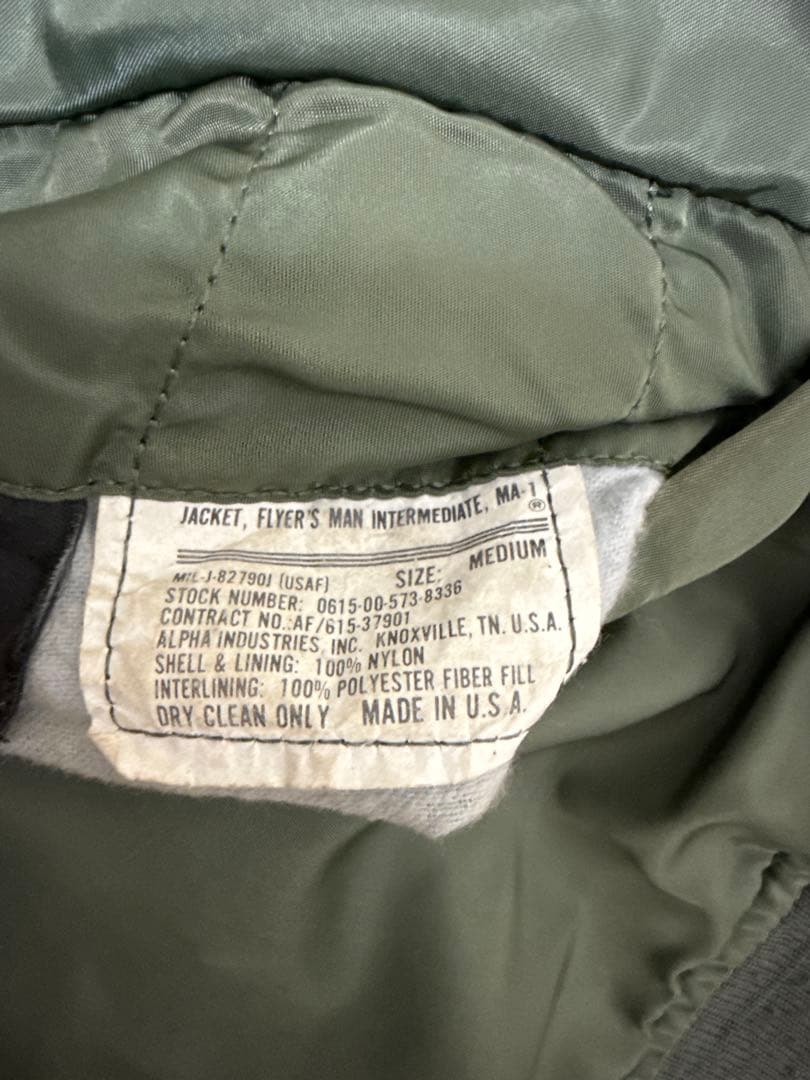 JACKET, FLYER'S MAN INTERMEDIATE, MA-1
®
MIL-J-82790J (USAF) SIZE: MEDIUM
STOCK NUMBER: 0615-00-573-8336
CONTRACT NO.:AF/615-37901
ALPHA INDUSTRIES, INC. KNOXVILLE, TN. U.S.A.
SHELL & LINING: 100% NYLON
INTERLINING: 100% POLYESTER FIBER FILL
DRY CLEAN ONLY MADE IN U.S.A.